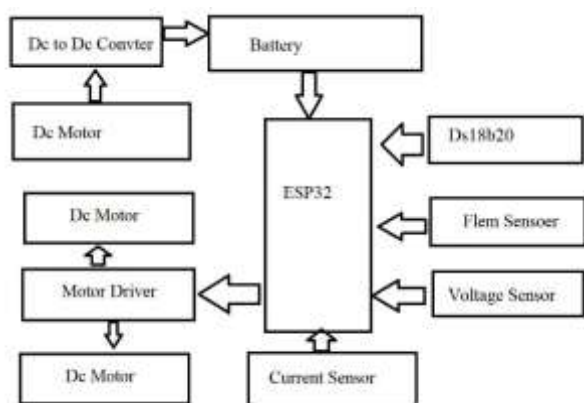 Dc to Dc Convter
Battery
Dc Motor
Ds18b20
ESP32
Dc Motor
Flem Sensoer
Motor Driver
Voltage Sensor
Dc Motor
Current Sensor